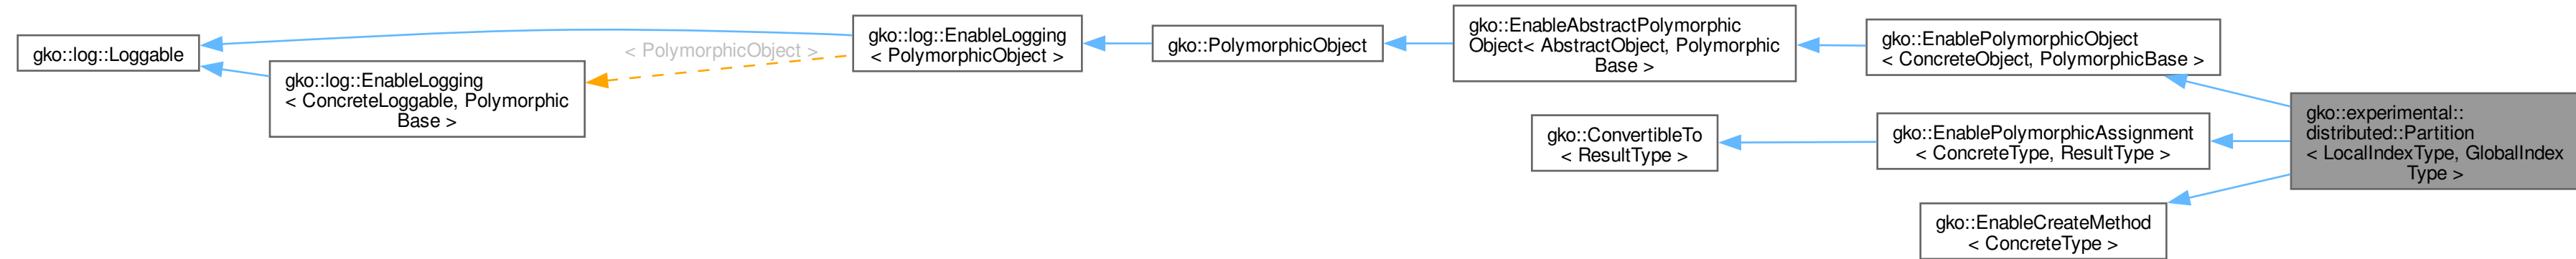 gko::log::Loggable
gko::log::EnableLogging
< ConcreteLoggable, Polymorphic
Base >
< PolymorphicObject >
gko::log::EnableLogging
< PolymorphicObject >
gko::PolymorphicObject
gko::EnableAbstractPolymorphic
Object< AbstractObject, Polymorphic
Base >
gko::ConvertibleTo
< ResultType >
gko::EnablePolymorphicObject
< ConcreteObject, PolymorphicBase >
gko::EnablePolymorphicAssignment
< ConcreteType, ResultType >
gko::EnableCreateMethod
< ConcreteType >
gko::experimental::
distributed::Partition
< LocalIndexType, GlobalIndex
Type >